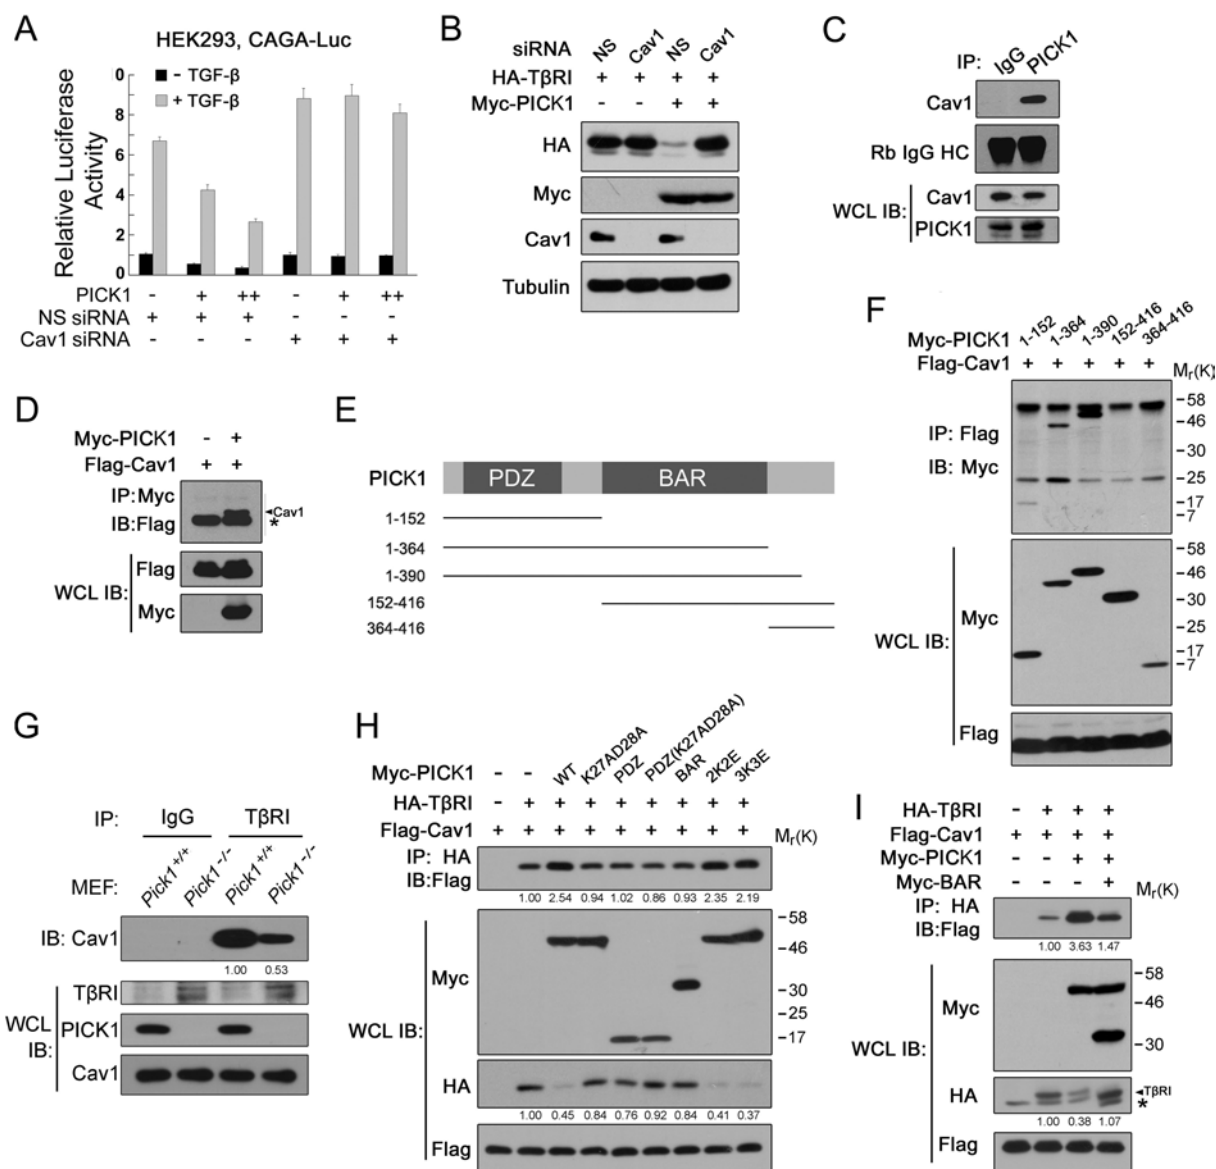 A
HEK293, CAGA-Luc
- TGF-β
+ TGF-β
Relative Luciferase
Activity
0
8
6
4
2
0
PICK1 - + ++ - + ++
NS siRNA + + + - - -
Cav1 siRNA - - - + + +
B
siRNA NS Cav1 NS Cav1
HA-TβRI + + + +
Myc-PICK1 - - + +
HA
Myc
Cav1
Tubulin
C
IP: IgG PICK1
Cav1
Rb IgG HC
WCL IB: Cav1
PICK1
D
Myc-PICK1 - +
Flag-Cav1 + +
IP:Myc
IB:Flag
Cav1
*
WCL IB: Flag
Myc
E
PICK1 PDZ BAR
1-152
1-364
1-390
152-416
364-416
F
Myc-PICK1 1-152 1-364 1-390 152-416 364-416
Flag-Cav1 + + + + + Mr(K)
IP: Flag
IB: Myc
-58
-46
-30
-25
-17
-7
WCL IB: Myc
-58
-46
-30
-25
-17
-7
Flag
G
IP: IgG TβRI
MEF: Pick1+/+ Pick1-/- Pick1+/+ Pick1-/-
IB: Cav1
1.00 0.53
WCL IB: TβRI
PICK1
Cav1
H
Myc-PICK1 - - WT K27AD28A PDZ PDZ(K27AD28A) BAR 2K2E 3K3E
HA-TβRI - + + + + + + + +
Flag-Cav1 + + + + + + + + + Mr(K)
IP: HA
IB:Flag
1.00 2.54 0.94 1.02 0.86 0.93 2.35 2.19
WCL IB: Myc
-58
-46
-30
-17
HA
1.00 0.45 0.84 0.76 0.92 0.84 0.41 0.37
Flag
I
HA-TβRI - + + +
Flag-Cav1 + + + +
Myc-PICK1 - - + +
Myc-BAR - - - + Mr(K)
IP: HA
IB:Flag
1.00 3.63 1.47
WCL IB: Myc
-58
-46
-30
HA
TβRI
*
1.00 0.38 1.07
Flag